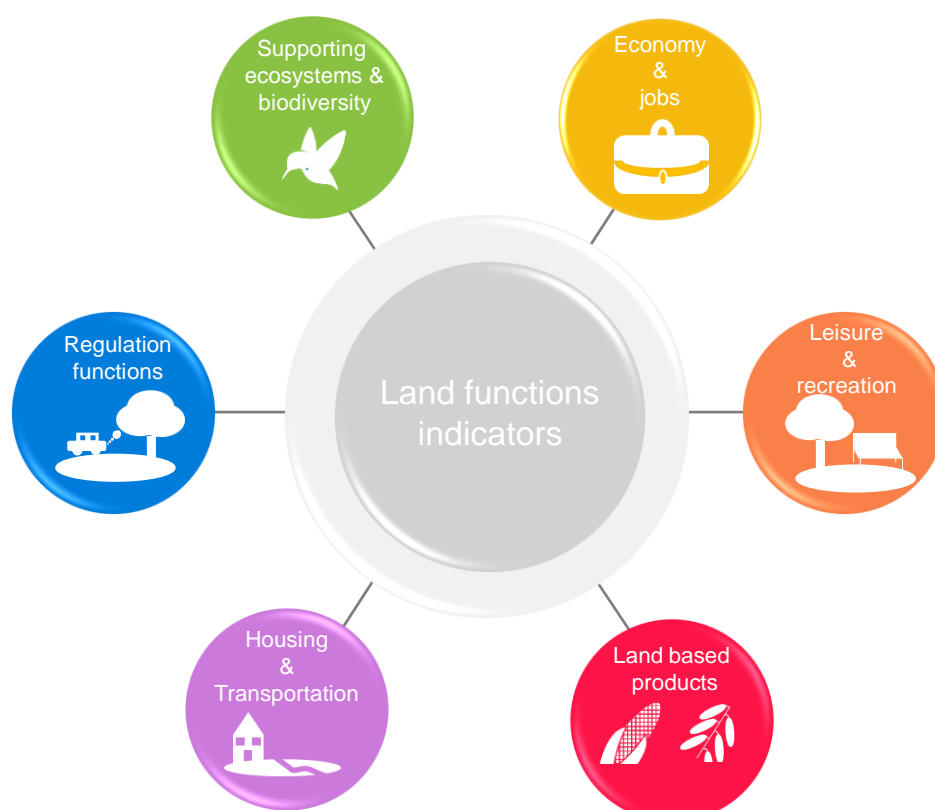 Supporting
ecosystems &
biodiversity
Economy
&
jobs
Regulation
functions
Land functions
indicators
Leisure
&
recreation
Housing
&
Transportation
Land based
products